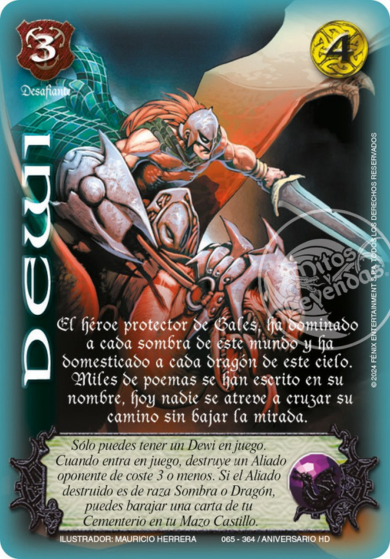 3
4
Desafiante
DEWI
El héroe protector de Gales, ha dominado
a cada sombra de este mundo y ha
domesticado a cada dragón de este cielo.
Miles de poemas se han escrito en su
nombre, hoy nadie se atreve a cruzar su
camino sin bajar la mirada.
Sólo puedes tener un Dewi en juego.
Cuando entra en juego, destruye un Aliado
oponente de coste 3 o menos. Si el Aliado
destruido es de raza Sombra o Dragón,
puedes barajar una carta de tu
Cementerio en tu Mazo Castillo.
ILUSTRADOR: MAURICIO HERRERA 065 - 364 / ANIVERSARIO HD
© 2024 FÉNIX ENTERTAINMENT TODOS LOS DERECHOS RESERVADOS
Mitos
y
Leyendas